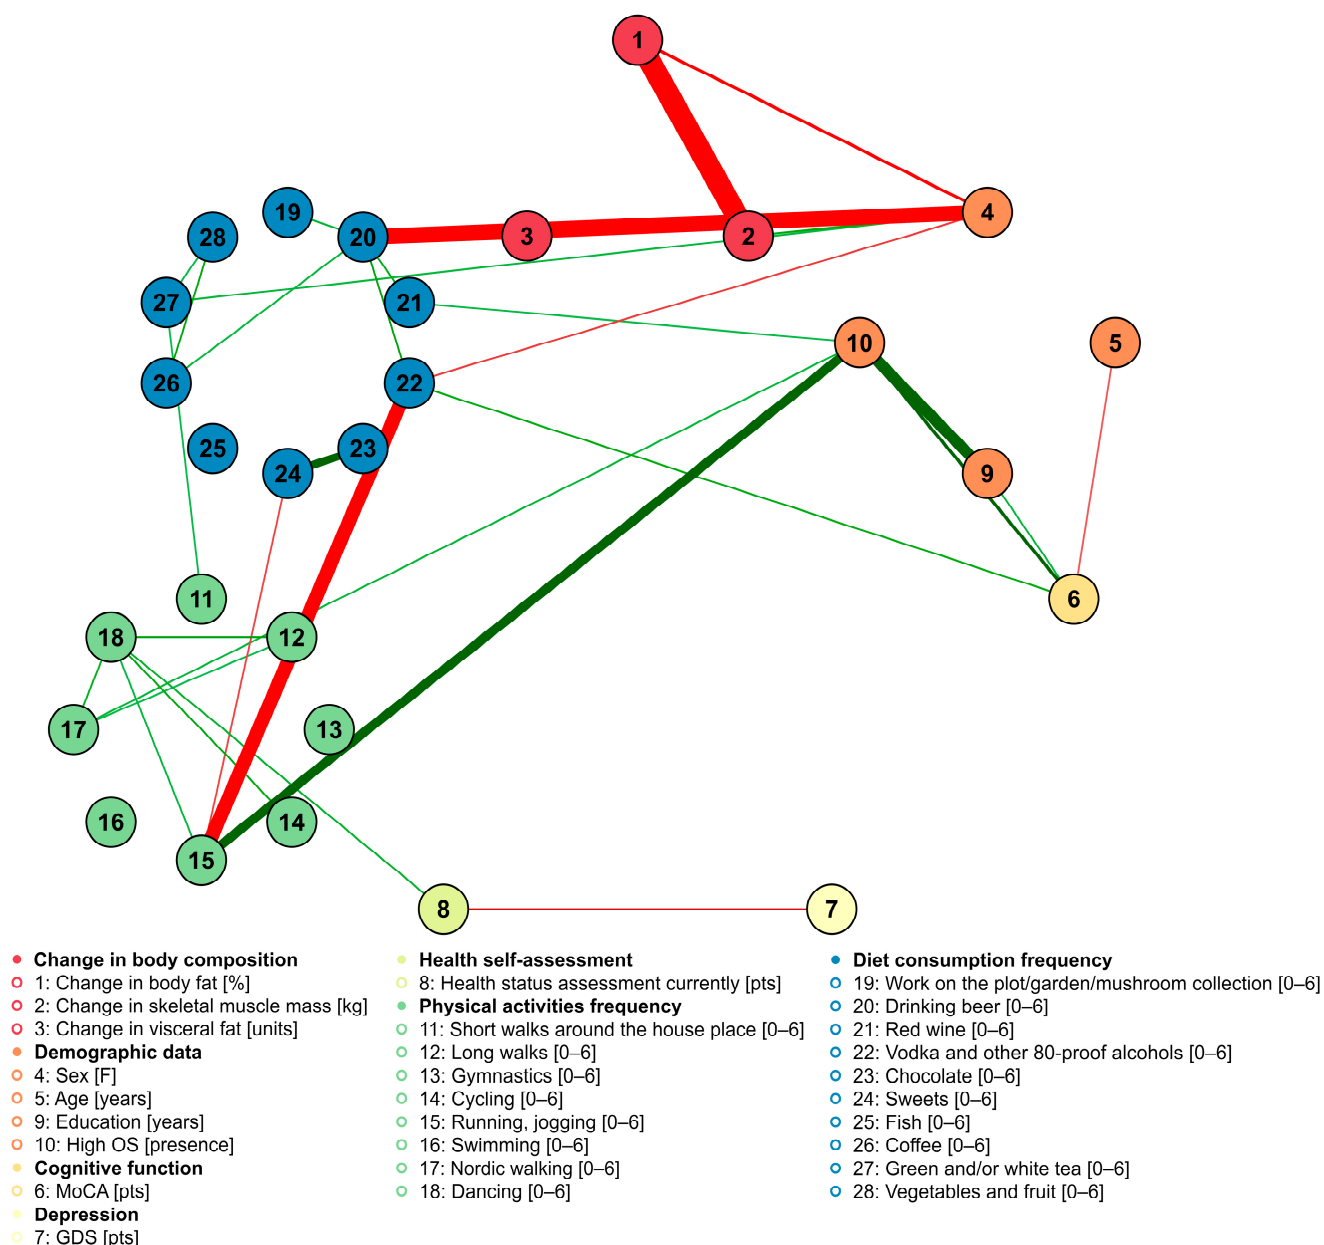 1
4
19
28
20
3
2
27
21
10
5
26
22
25
23
24
9
11
6
18
12
17
13
16
14
15
8
7
Change in body composition
1: Change in body fat [%]
2: Change in skeletal muscle mass [kg]
3: Change in visceral fat [units]
Demographic data
4: Sex [F]
5: Age [years]
9: Education [years]
10: High OS [presence]
Cognitive function
6: MoCA [pts]
Depression
7: GDS [pts]
Health self-assessment
8: Health status assessment currently [pts]
Physical activities frequency
11: Short walks around the house place [0–6]
12: Long walks [0–6]
13: Gymnastics [0–6]
14: Cycling [0–6]
15: Running, jogging [0–6]
16: Swimming [0–6]
17: Nordic walking [0–6]
18: Dancing [0–6]
Diet consumption frequency
19: Work on the plot/garden/mushroom collection [0–6]
20: Drinking beer [0–6]
21: Red wine [0–6]
22: Vodka and other 80-proof alcohols [0–6]
23: Chocolate [0–6]
24: Sweets [0–6]
25: Fish [0–6]
26: Coffee [0–6]
27: Green and/or white tea [0–6]
28: Vegetables and fruit [0–6]